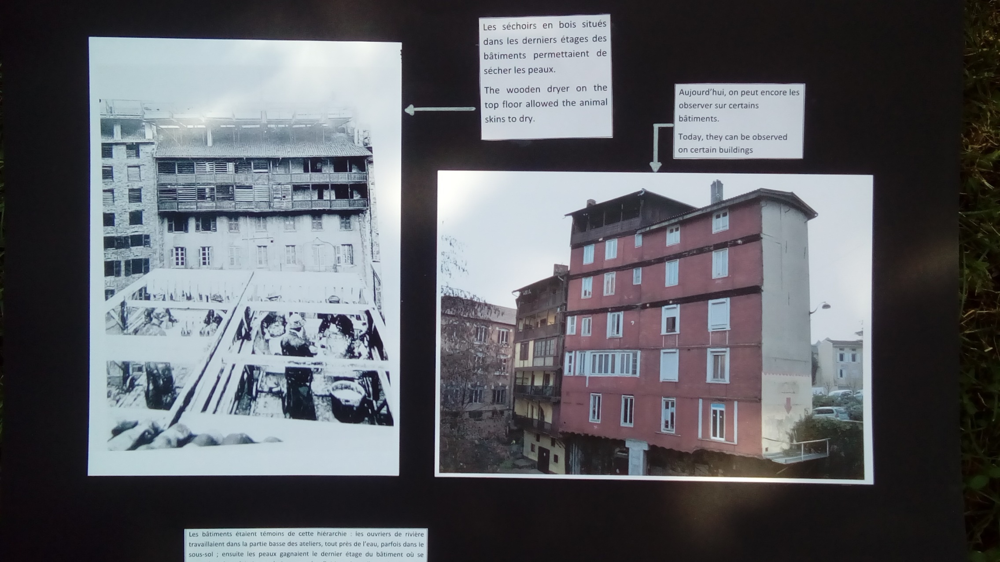 Les séchoirs en bois situés
dans les derniers étages des
bâtiments permettaient de
sécher les peaux.
The wooden dryer on the
top floor allowed the animal
skins to dry.
Aujourd'hui, on peut encore les
observer sur certains
bâtiments.
Today, they can be observed
on certain buildings
Les bâtiments étaient témoins de cette hiérarchie : les ouvriers de rivière
travaillaient dans la partie basse des ateliers, tout près de l'eau, parfois dans le
sous-sol ; ensuite les peaux gagnaient le dernier étage du bâtiment où se